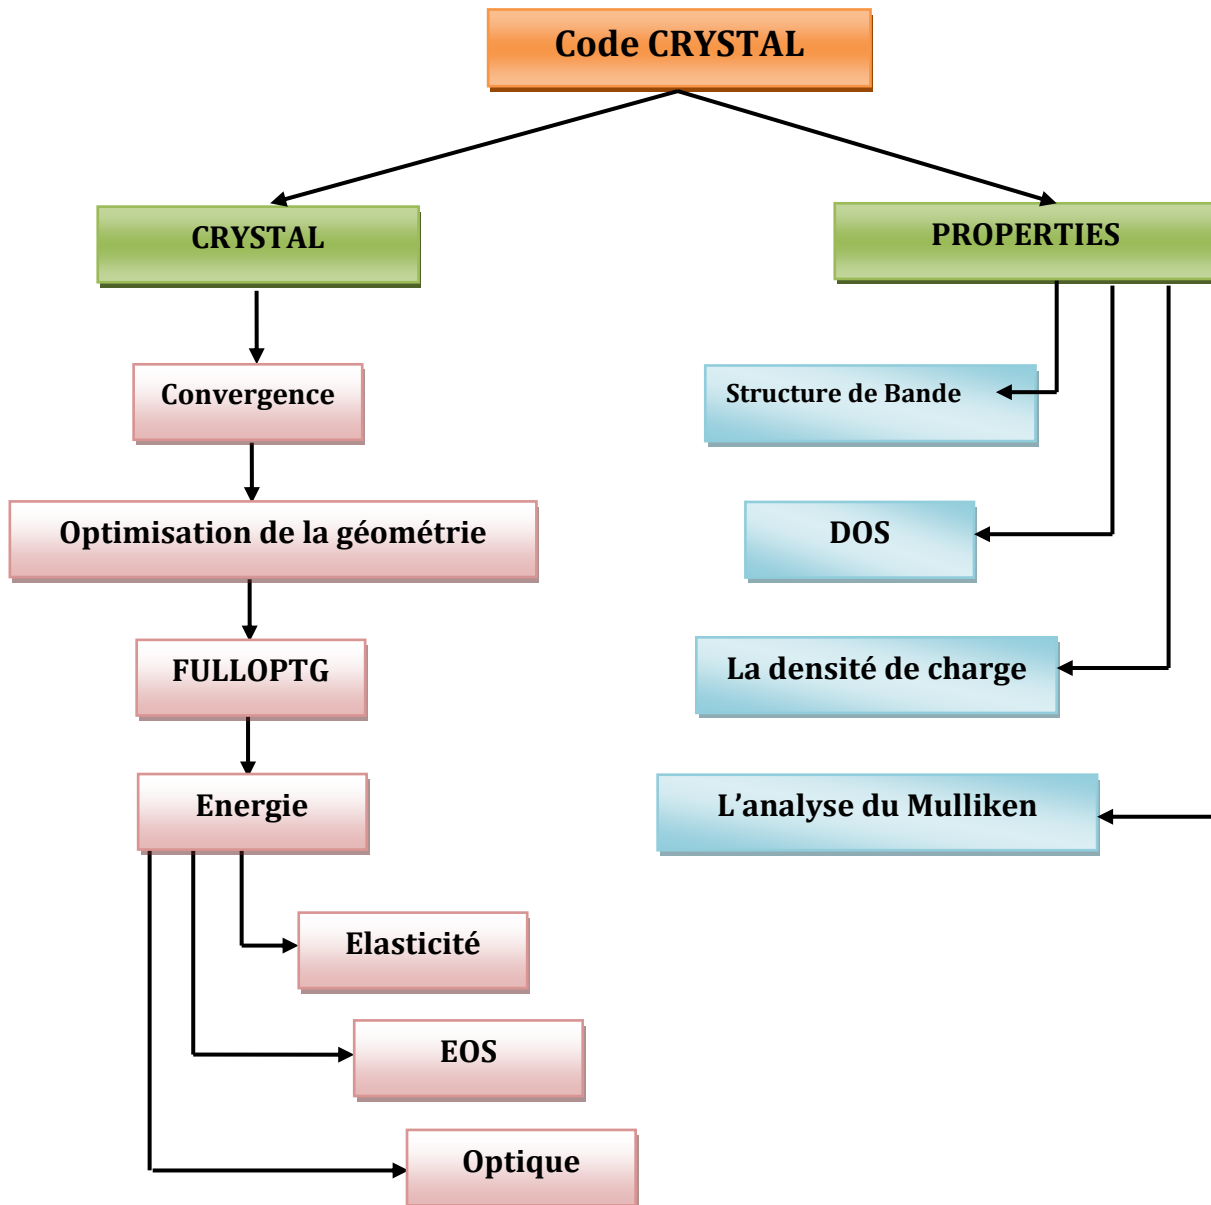 Code CRYSTAL
CRYSTAL
PROPERTIES
Convergence
Structure de Bande
Optimisation de la géométrie
DOS
FULLOPTG
La densité de charge
Energie
L’analyse du Mulliken
Elasticité
EOS
Optique